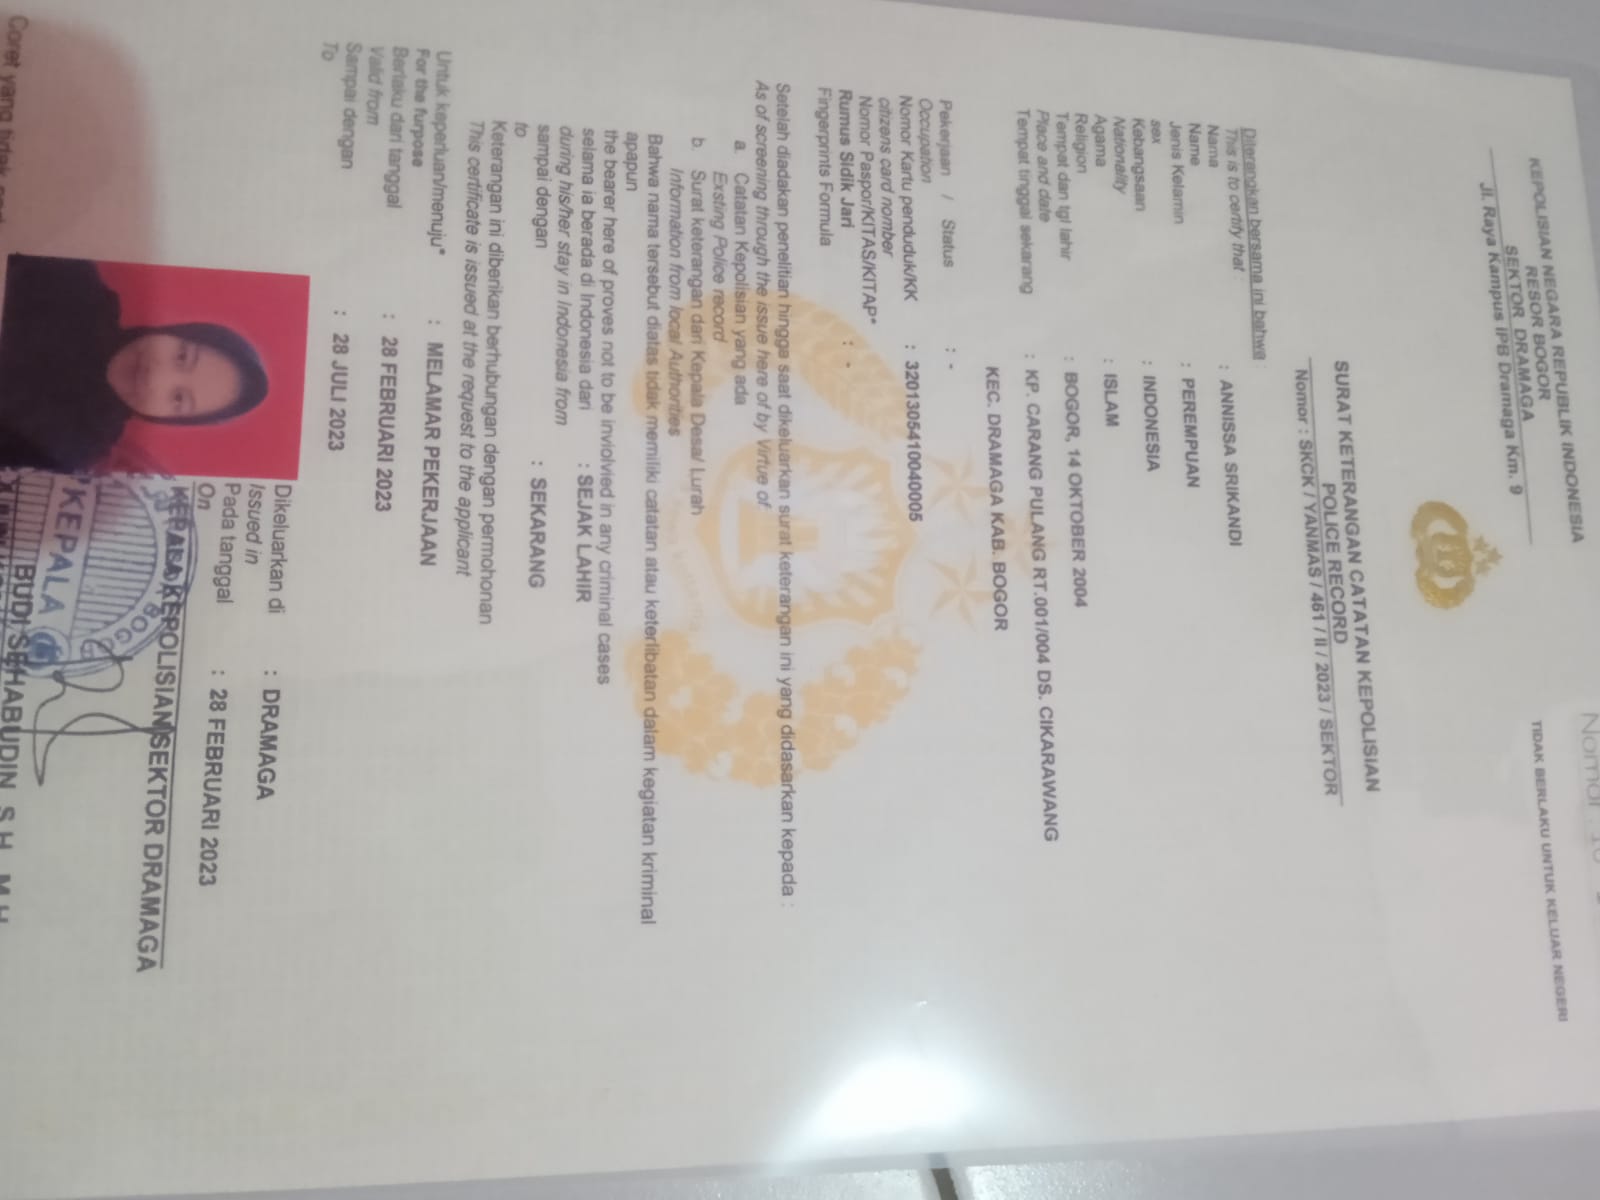 KEPOLISIAN NEGARA REPUBLIK INDONESIA
RESOR BOGOR
SEKTOR DRAMAGA
Jl. Raya Kampus IPB Dramaga Km. 9
Nomor : 10
TIDAK BERLAKU UNTUK KELUAR NEGERI
SURAT KETERANGAN CATATAN KEPOLISIAN
POLICE RECORD
Nomor : SKCK / YANMAS / 461 / II / 2023 / SEKTOR
Diterangkan bersama ini bahwa :
This is to certify that :
Nama : ANNISSA SRIKANDI
Name
Jenis Kelamin : PEREMPUAN
sex
Kebangsaan : INDONESIA
Nationality
Agama : ISLAM
Religion
Tempat dan tgl lahir : BOGOR, 14 OKTOBER 2004
Place and date
Tempat tinggal sekarang : KP. CARANG PULANG RT.001/004 DS. CIKARAWANG
KEC. DRAMAGA KAB. BOGOR
Pekerjaan / Status : -
Occupation
Nomor Kartu penduduk/KK : 3201305410040005
citizens card nomber
Nomor Paspor/KITAS/KITAP*
Rumus Sidik Jari : -
Fingerprints Formula
Setelah diadakan penelitian hingga saat dikeluarkan surat keterangan ini yang didasarkan kepada :
As of screening through the issue here of by Virtue of
a. Catatan Kepolisian yang ada
Exsting Police record
b. Surat keterangan dari Kepala Desa/ Lurah
Information from local Authorities
Bahwa nama tersebut diatas tidak memiliki catatan atau keterlibatan dalam kegiatan kriminal
apapun
the bearer here of proves not to be inviolvied in any criminal cases
selama ia berada di Indonesia dari : SEJAK LAHIR
during his/her stay in Indonesia from
sampai dengan : SEKARANG
to
Keterangan ini diberikan berhubungan dengan permohonan
This certificate is issued at the request to the applicant
Untuk keperluan/menuju* : MELAMAR PEKERJAAN
For the furpose
Berlaku dari tanggal : 28 FEBRUARI 2023
Valid from
Sampai dengan : 28 JULI 2023
To
Dikeluarkan di : DRAMAGA
Issued in
Pada tanggal : 28 FEBRUARI 2023
On
KEPALA KEPOLISIAN SEKTOR DRAMAGA
KEPALA
BUDI SEHABUDIN S.H., M.H
Coret yang tidak